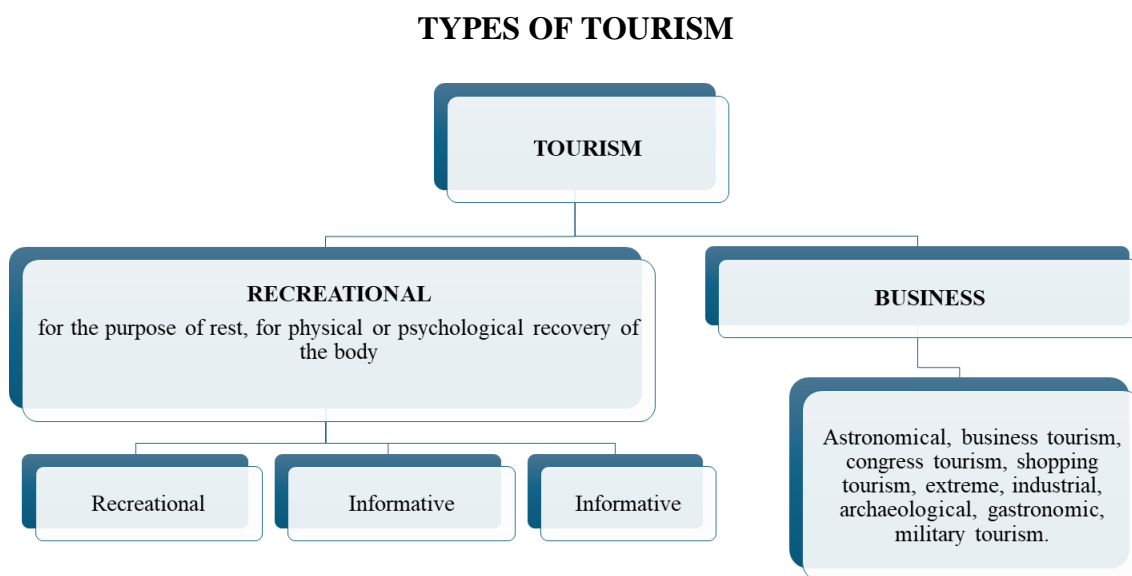 TYPES OF TOURISM
TOURISM
RECREATIONAL
for the purpose of rest, for physical or psychological recovery of
the body
BUSINESS
Recreational
Informative
Informative
Astronomical, business tourism,
congress tourism, shopping
tourism, extreme, industrial,
archaeological, gastronomic,
military tourism.